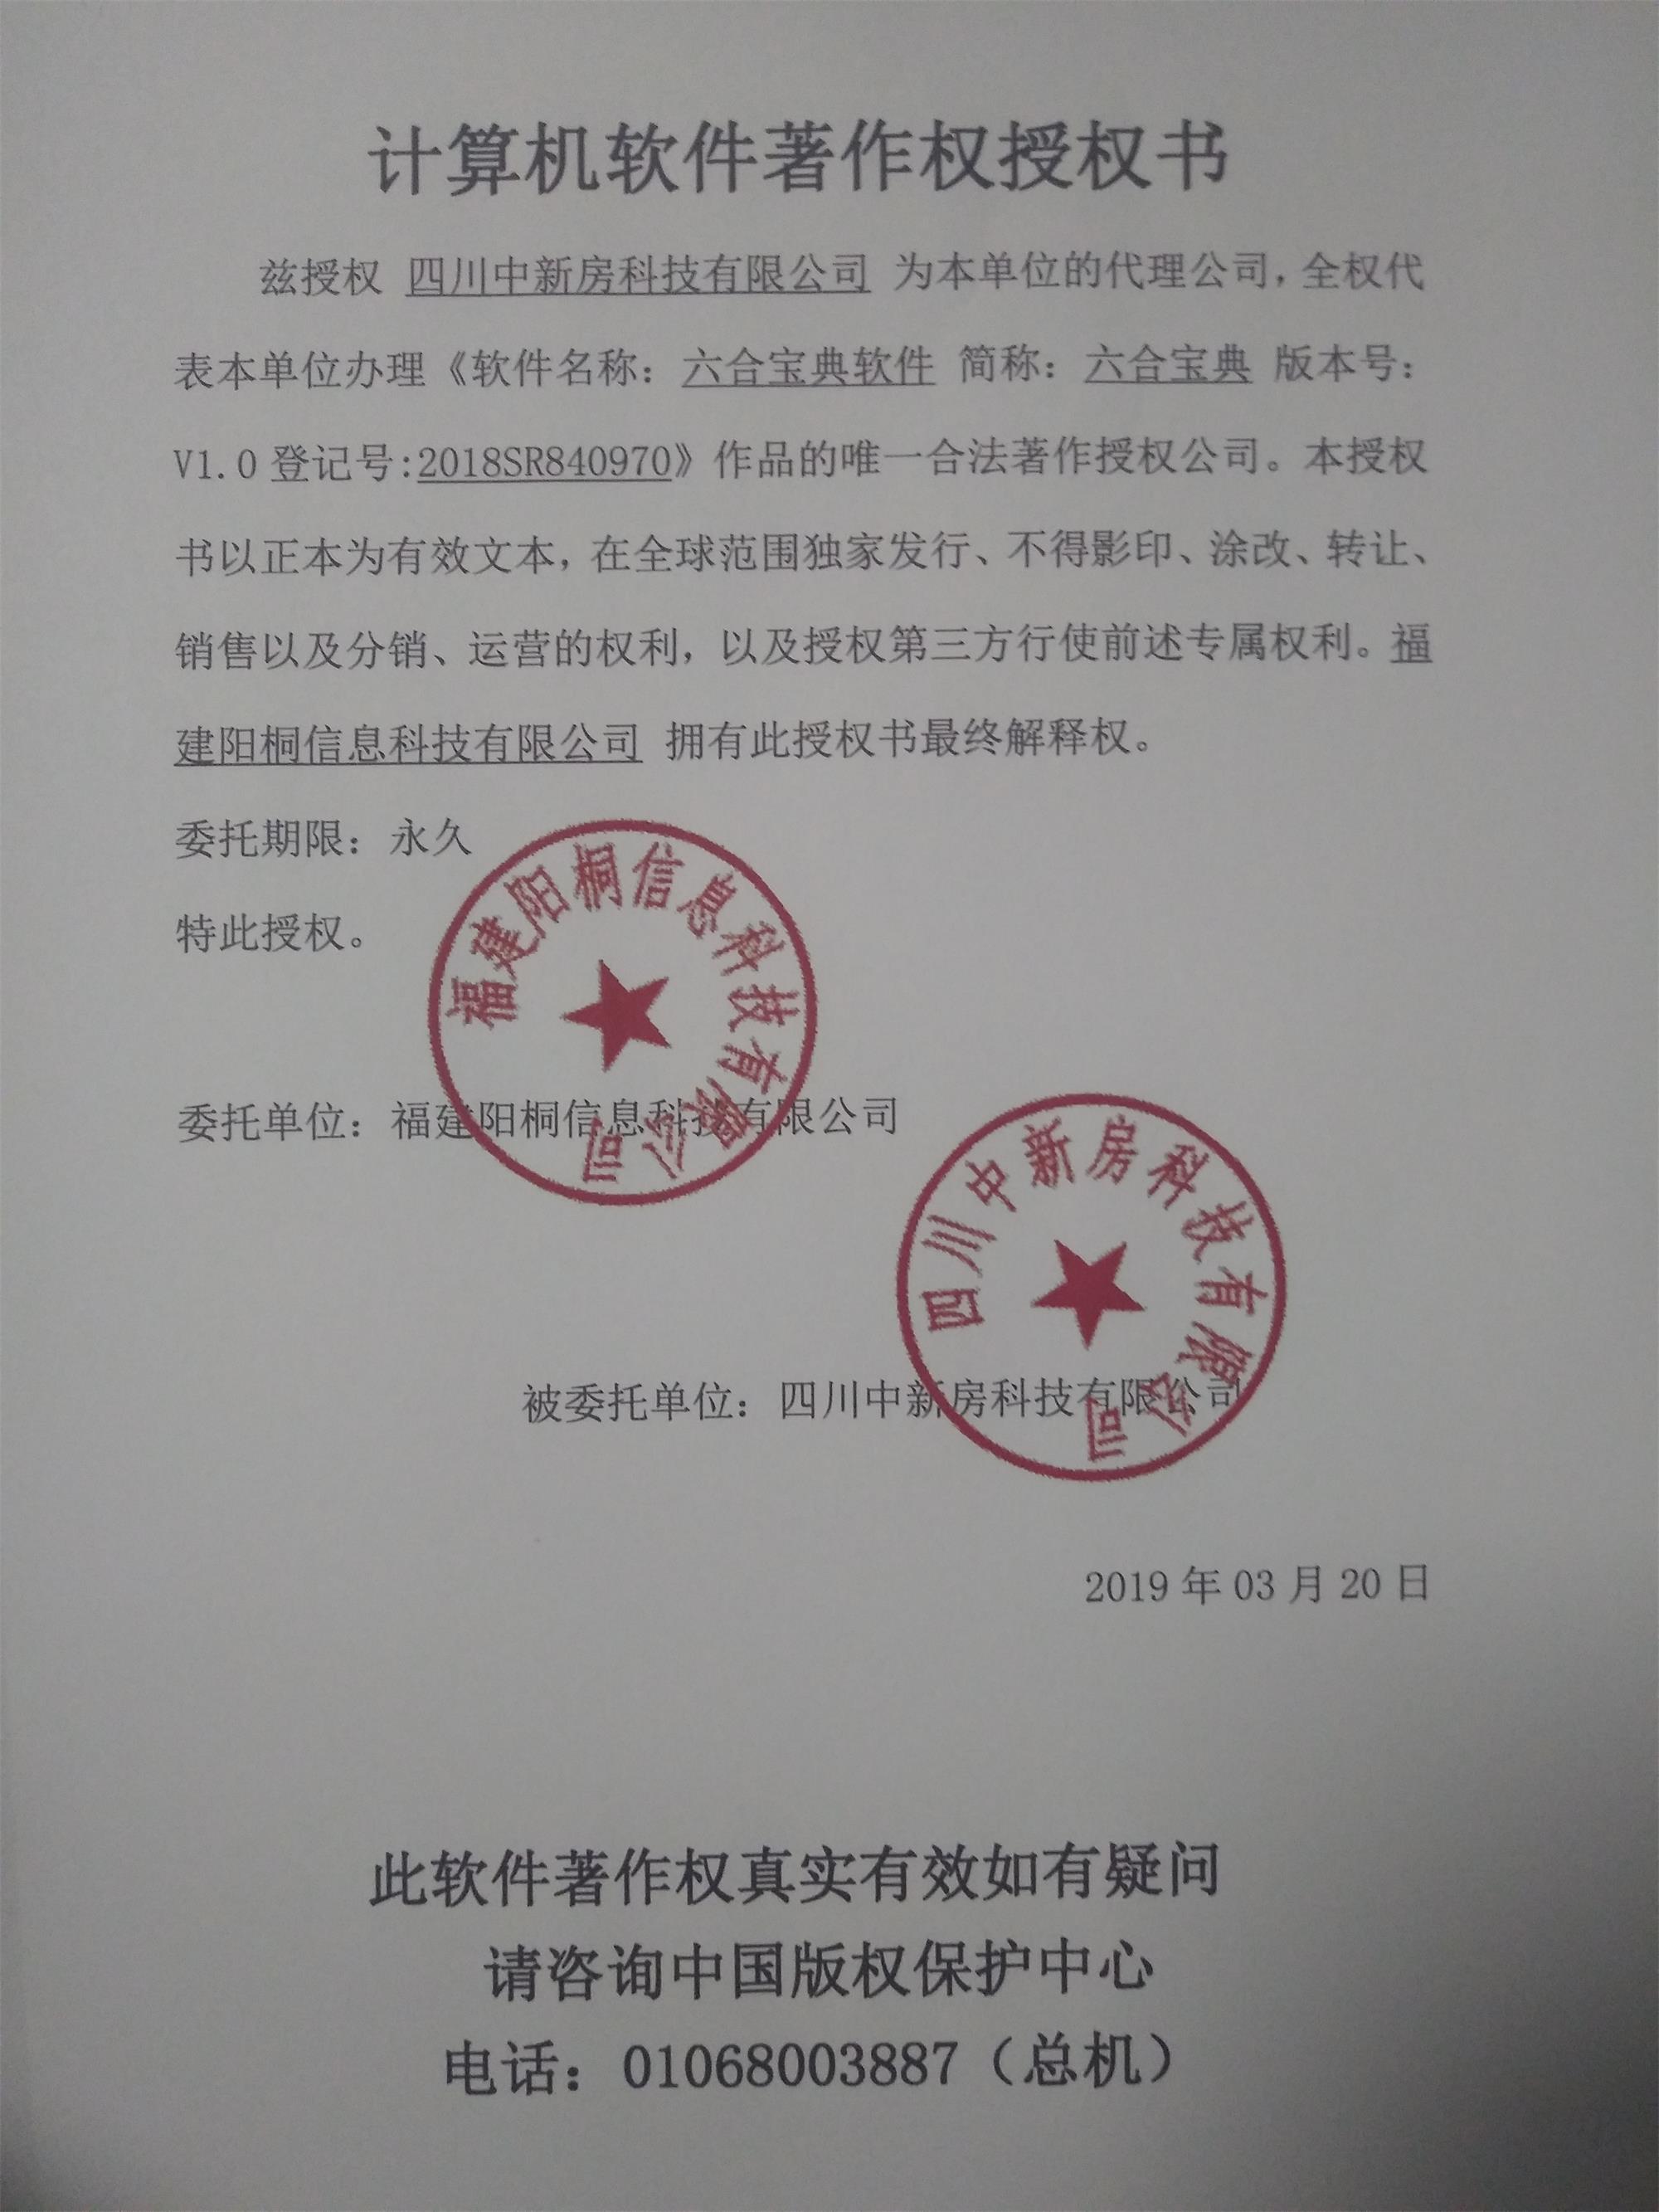 计算机软件著作权授权书
兹授权 四川中新房科技有限公司 为本单位的代理公司，全权代
表本单位办理《软件名称：六合宝典软件 简称：六合宝典 版本号：
V1.0 登记号:2018SR840970》作品的唯一合法著作授权公司。本授权
书以正本为有效文本，在全球范围独家发行、不得影印、涂改、转让、
销售以及分销、运营的权利，以及授权第三方行使前述专属权利。福
建阳桐信息科技有限公司 拥有此授权书最终解释权。
委托期限：永久
特此授权。
福建阳桐信息科技有限公司
委托单位：福建阳桐信息科技有限公司
四川中新房科技有限公司
被委托单位：四川中新房科技有限公司
2019 年 03 月 20 日
此软件著作权真实有效如有疑问
请咨询中国版权保护中心
电话：01068003887（总机）